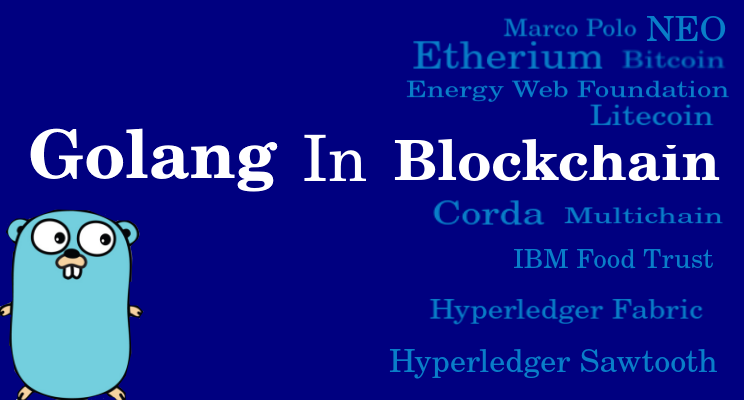 Marco Polo NEO
Etherium Bitcoin
Energy Web Foundation
Litecoin
Golang In Blockchain
Corda Multichain
IBM Food Trust
Hyperledger Fabric
Hyperledger Sawtooth